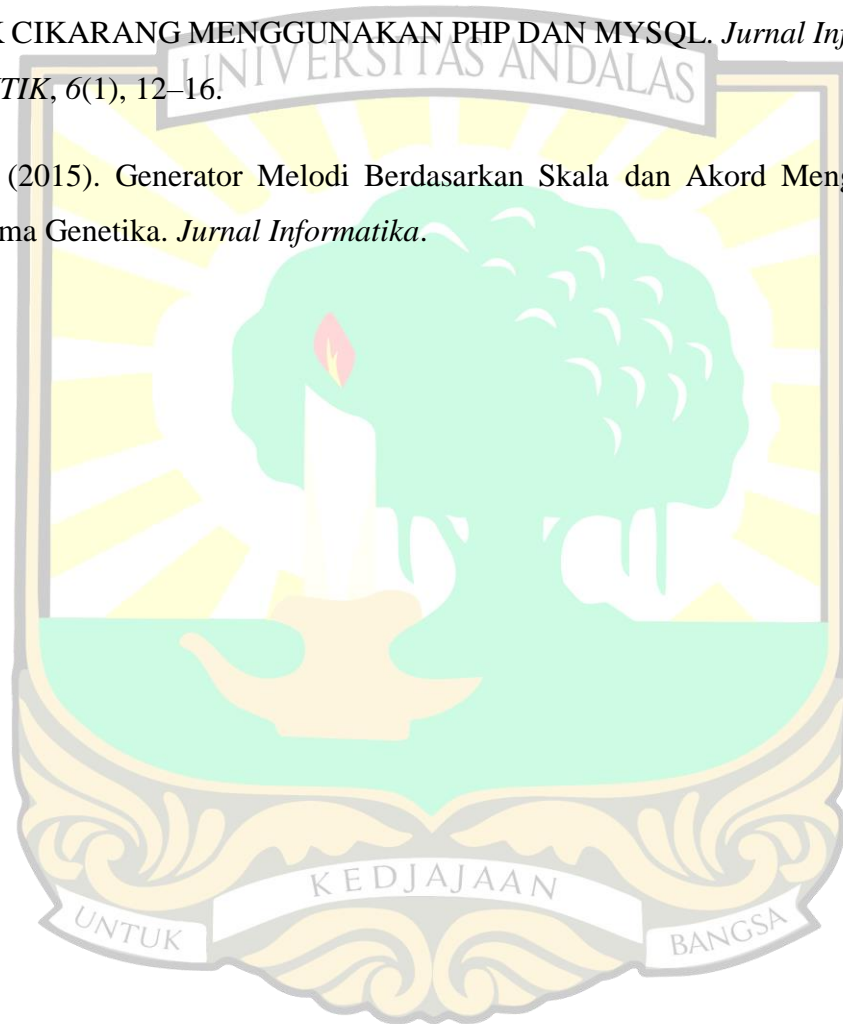 K CIKARANG MENGGUNAKAN PHP DAN MYSQL. Jurnal Inf
TIK, 6(1), 12–16.
(2015). Generator Melodi Berdasarkan Skala dan Akord Meng
ma Genetika. Jurnal Informatika.
UNIVERSITAS ANDALAS
KEDJAJAAN
UNTUK
BANGSA